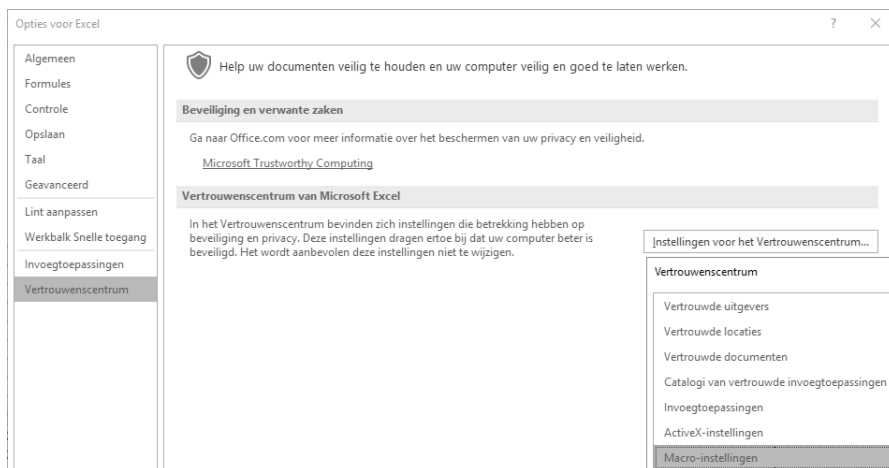 Opties voor Excel
?
Algemeen
Formules
Controle
Opslaan
Taal
Geavanceerd
Lint aanpassen
Werkbalk Snelle toegang
Invoegtoepassingen
Vertrouwenscentrum
Help uw documenten veilig te houden en uw computer veilig en goed te laten werken.
Beveiliging en verwante zaken
Ga naar Office.com voor meer informatie over het beschermen van uw privacy en veiligheid.
Microsoft Trustworthy Computing
Vertrouwenscentrum van Microsoft Excel
In het Vertrouwenscentrum bevinden zich instellingen die betrekking hebben op
beveiliging en privacy. Deze instellingen dragen ertoe bij dat uw computer beter is
beveiligd. Het wordt aanbevolen deze instellingen niet te wijzigen.
Instellingen voor het Vertrouwenscentrum...
Vertrouwenscentrum
Vertrouwde uitgevers
Vertrouwde locaties
Vertrouwde documenten
Catalogi van vertrouwde invoegtoepassingen
Invoegtoepassingen
ActiveX-instellingen
Macro-instellingen